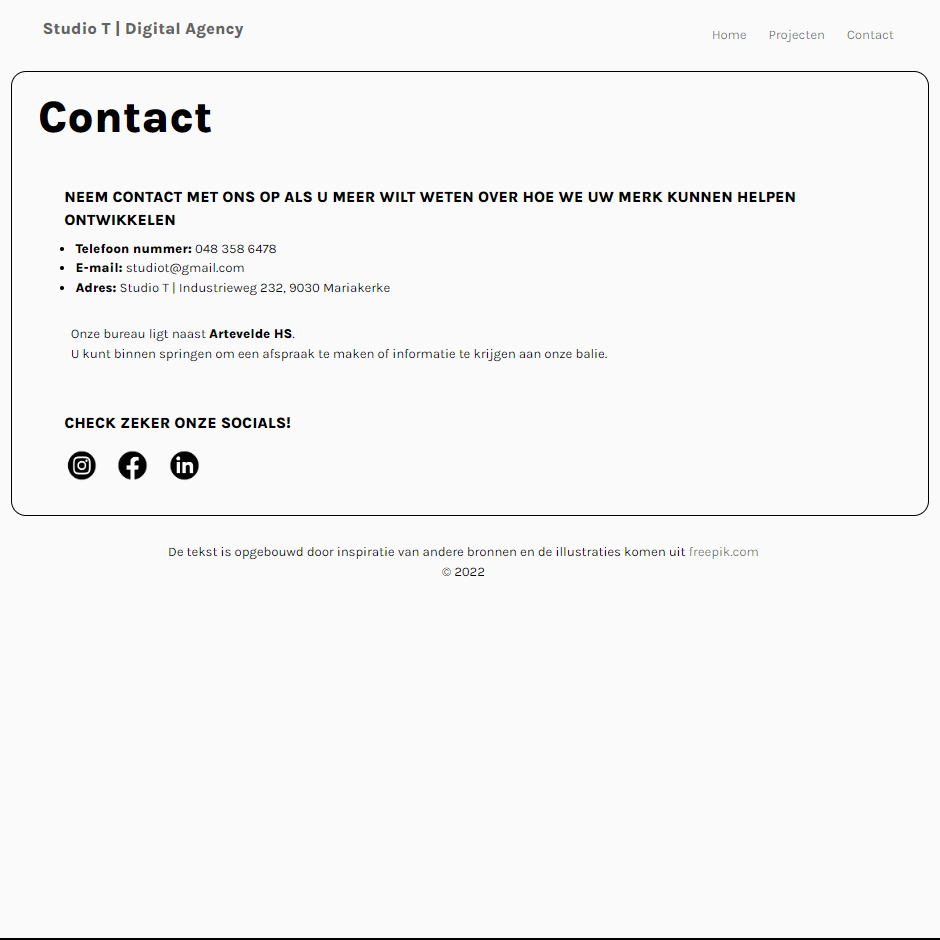 Studio T | Digital Agency
Home Projecten Contact
Contact
NEEM CONTACT MET ONS OP ALS U MEER WILT WETEN OVER HOE WE UW MERK KUNNEN HELPEN
ONTWIKKELEN
Telefoon nummer: 048 358 6478
E-mail: studiot@gmail.com
Adres: Studio T | Industrieweg 232, 9030 Mariakerke
Onze bureau ligt naast Artevelde HS.
U kunt binnen springen om een afspraak te maken of informatie te krijgen aan onze balie.
CHECK ZEKER ONZE SOCIALS!
De tekst is opgebouwd door inspiratie van andere bronnen en de illustraties komen uit freepik.com
© 2022